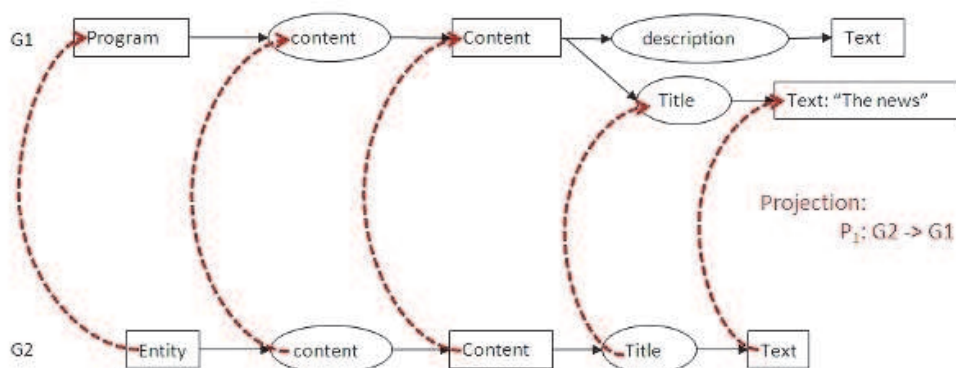 G1 Program content Content description Text
Title Text: “The news”
Projection:
P₁: G2 -> G1
G2 Entity content Content Title Text